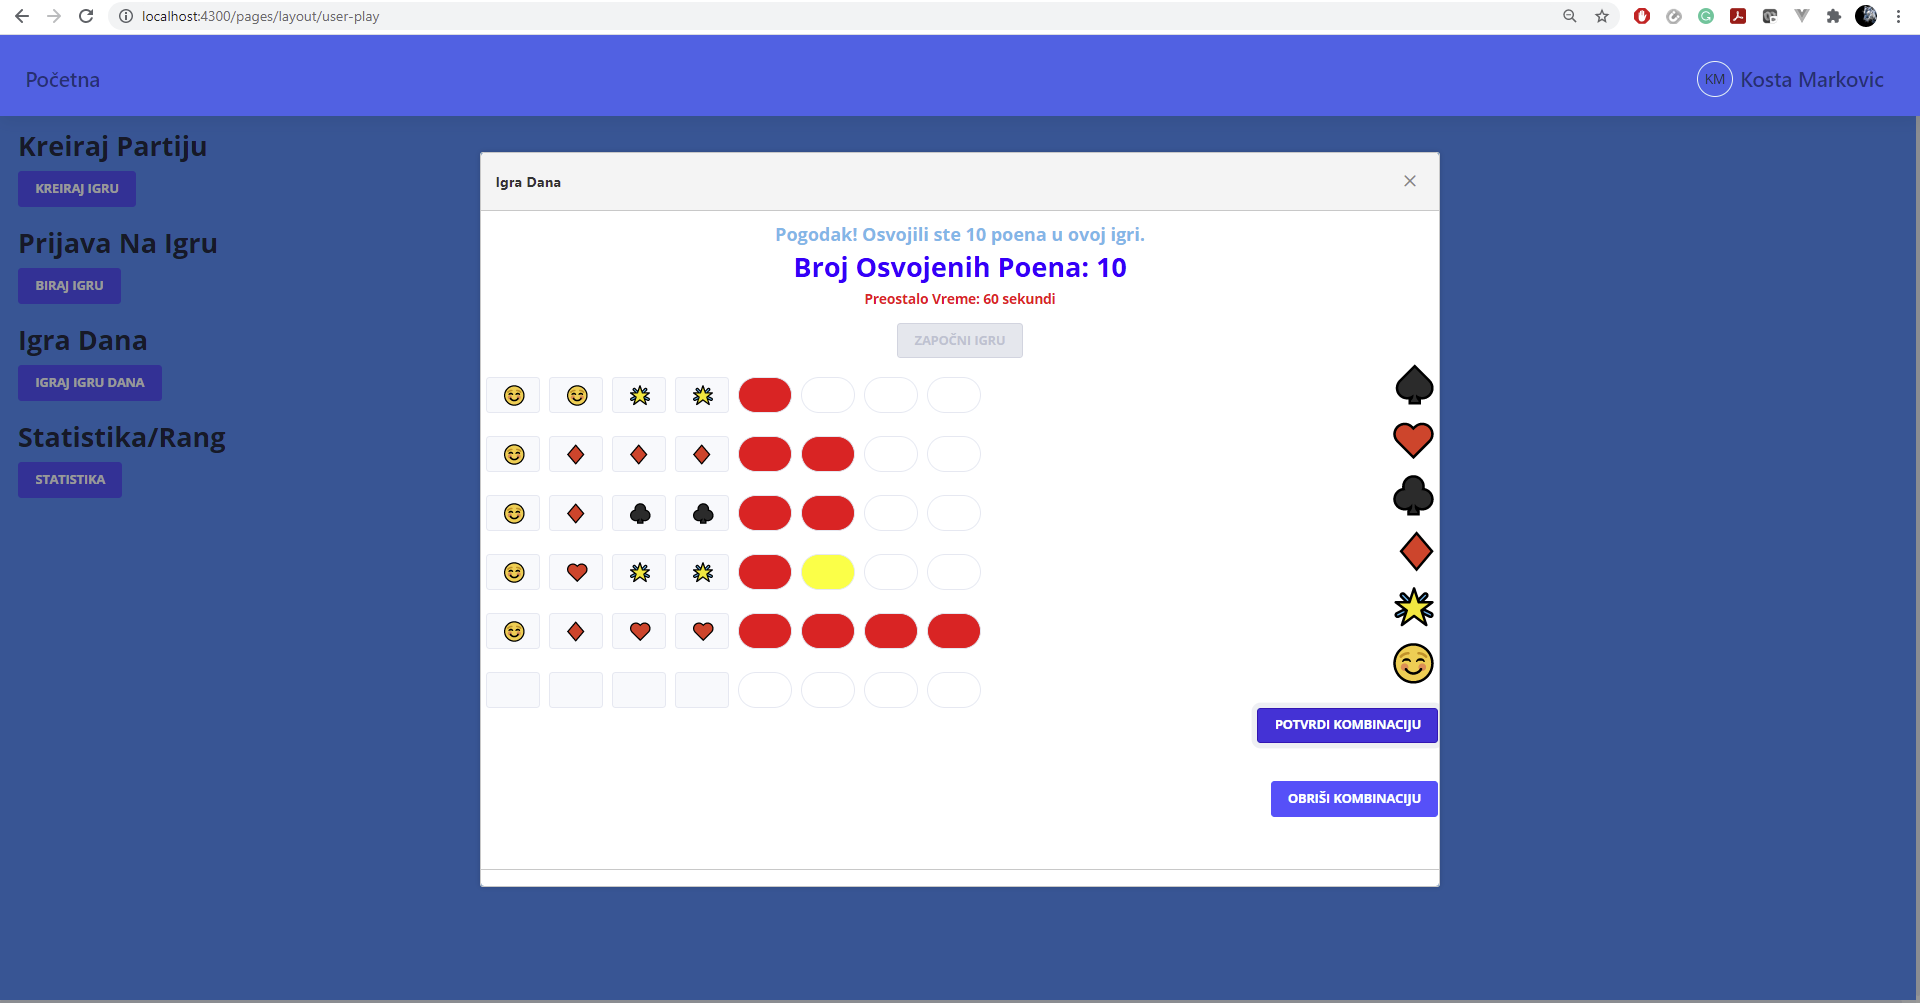 localhost:4300/pages/layout/user-play
Početna
KM Kosta Markovic
Kreiraj Partiju
KREIRAJ IGRU
Prijava Na Igru
BIRAJ IGRU
Igra Dana
IGRAJ IGRU DANA
Statistika/Rang
STATISTIKA
Igra Dana
Pogodak! Osvojili ste 10 poena u ovoj igri.
Broj Osvojenih Poena: 10
Preostalo Vreme: 60 sekundi
ZAPOČNI IGRU
POTVRDI KOMBINACIJU
OBRIŠI KOMBINACIJU